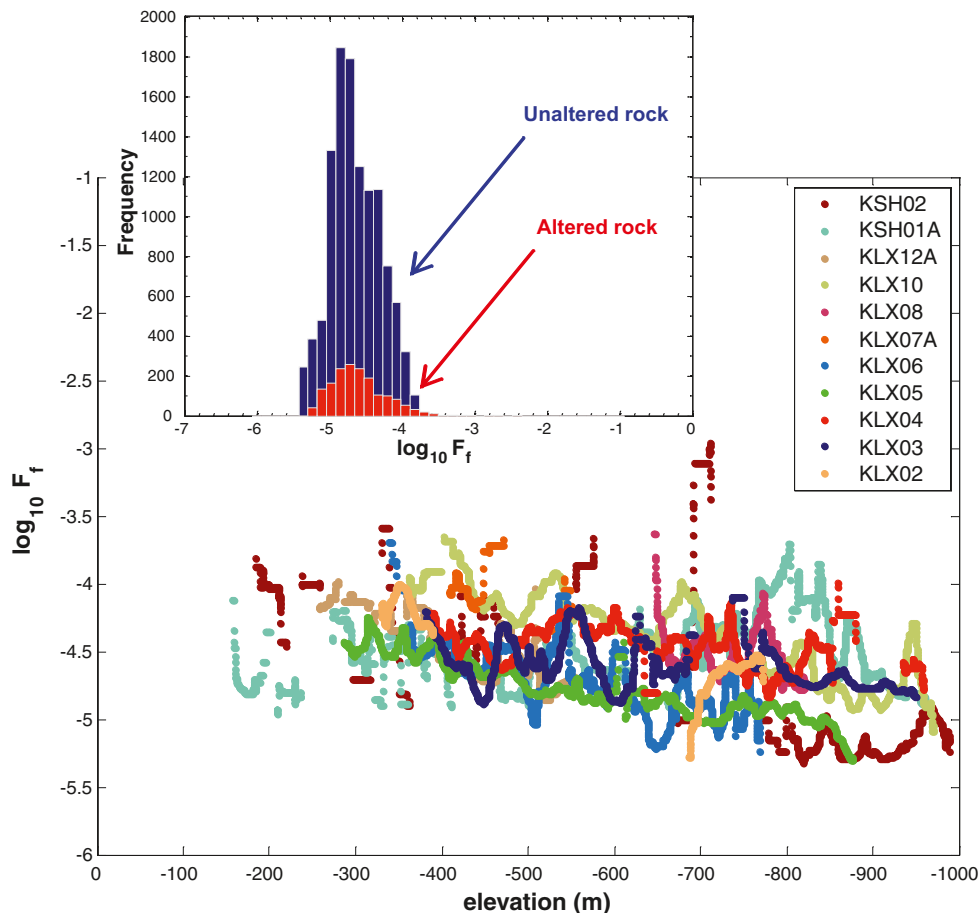 2000
1800
1600
1400
1200
1000
800
600
400
200
0
Frequency
-7
-6
-5
-4
-3
-2
-1
0
log10 Ff
Unaltered rock
Altered rock
-1
-1.5
-2
-2.5
-3
-3.5
-4
-4.5
-5
-5.5
-6
log10 Ff
KSH02
KSH01A
KLX12A
KLX10
KLX08
KLX07A
KLX06
KLX05
KLX04
KLX03
KLX02
0
-100
-200
-300
-400
-500
-600
-700
-800
-900
-1000
elevation (m)